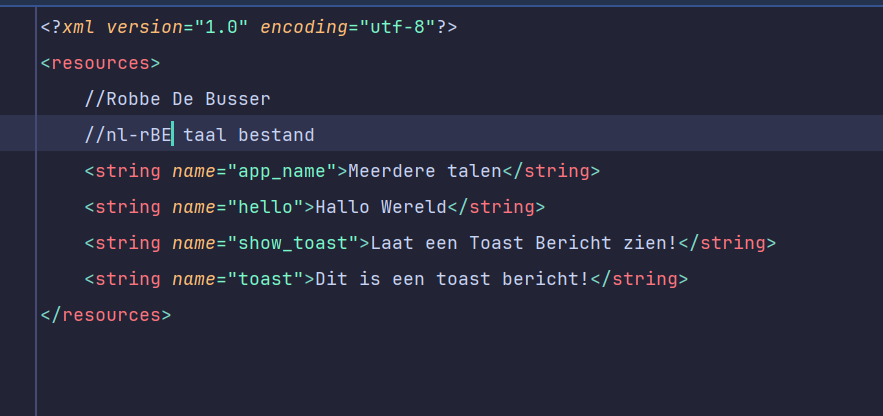 <?xml version="1.0" encoding="utf-8"?>
<resources>
//Robbe De Busser
//nl-rBE taal bestand
<string name="app_name">Meerdere talen</string>
<string name="hello">Hallo Wereld</string>
<string name="show_toast">Laat een Toast Bericht zien!</string>
<string name="toast">Dit is een toast bericht!</string>
</resources>